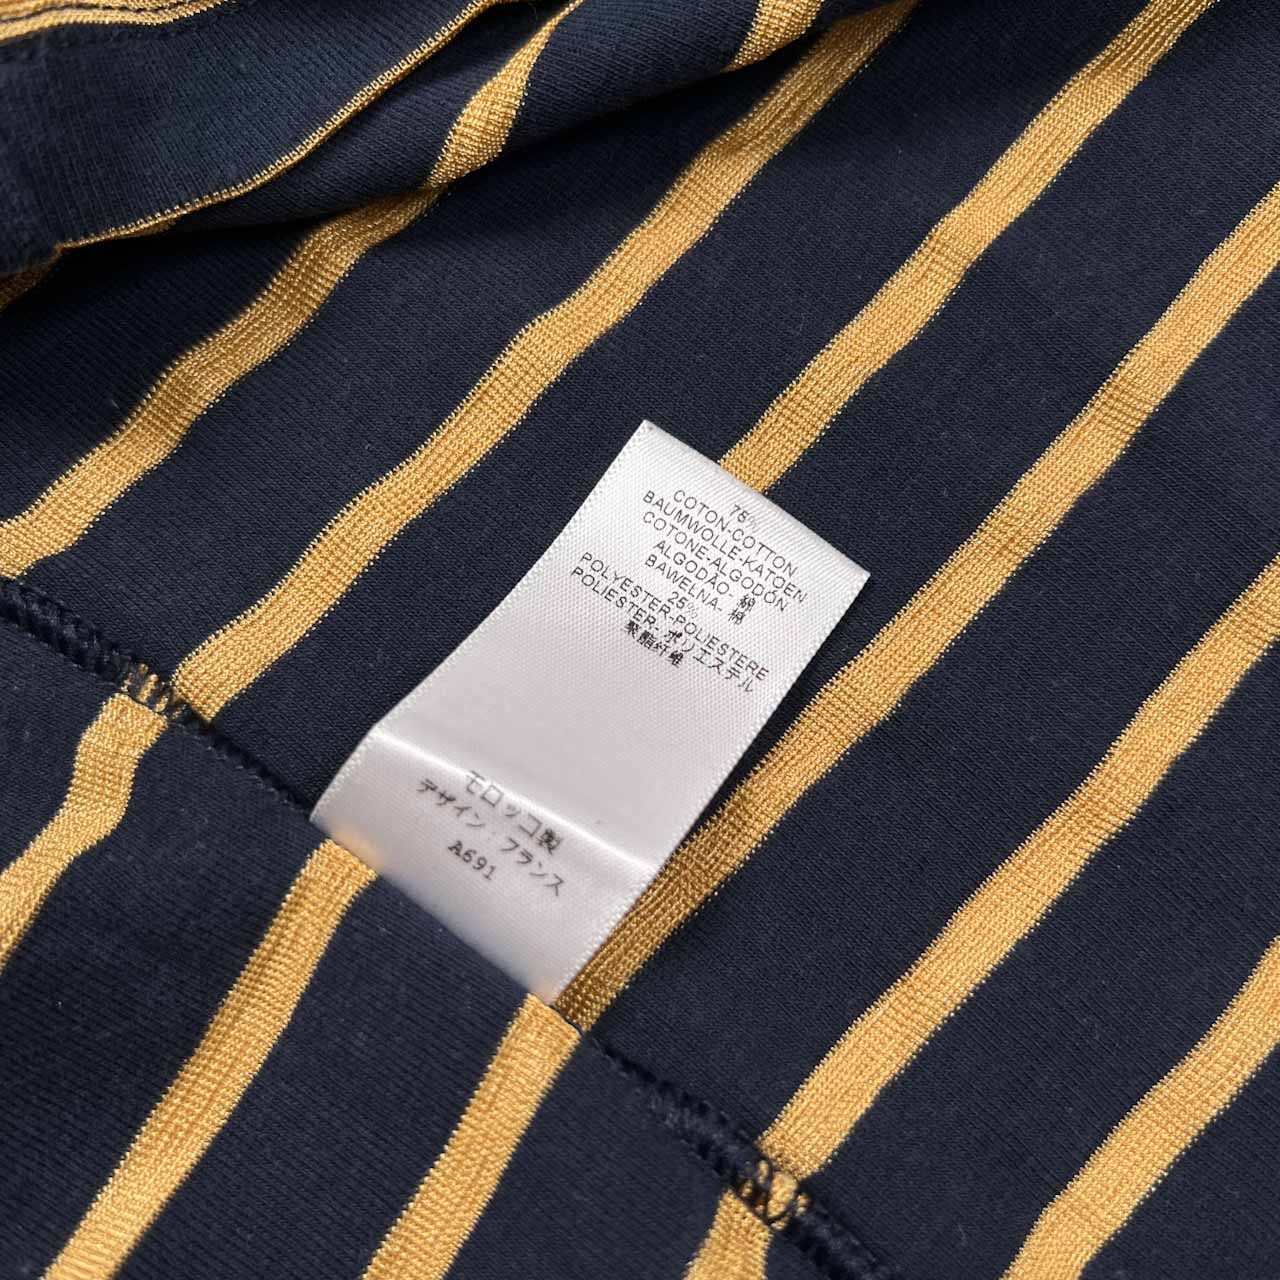 75%
COTON-COTTON
BAUMWOLLE-KATOEN
COTONE-ALGODÓN
ALGODÃO- 綿
BAWEŁNA- 棉
25%
POLYESTER-POLIESTERE
POLIESTER- ポリエステル
聚酯纤维
モロッコ製
デザイン：フランス
A691